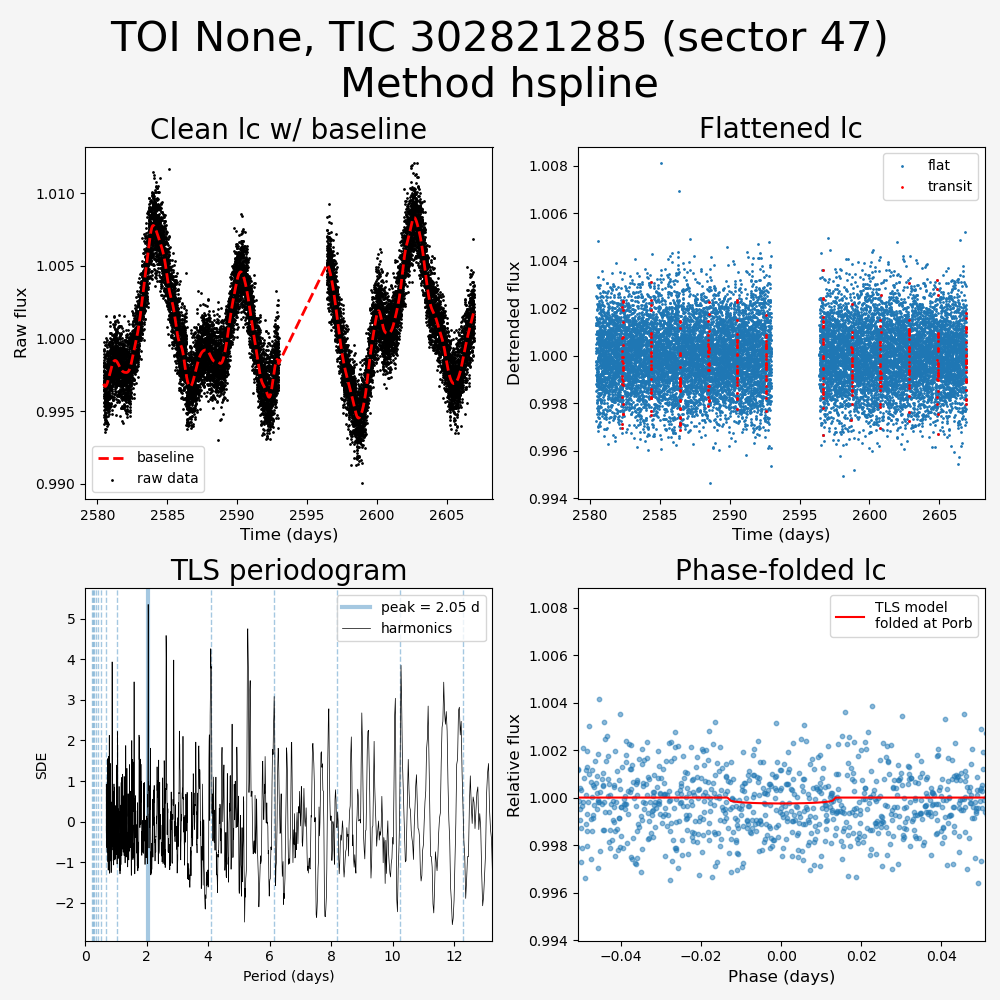 TOI None, TIC 302821285 (sector 47)
Method hspline
Clean lc w/ baseline
Raw flux
1.010
1.005
1.000
0.995
0.990
baseline
raw data
2580 2585 2590 2595 2600 2605
Time (days)
Flattened lc
Detrended flux
1.008
1.006
1.004
1.002
1.000
0.998
0.996
0.994
flat
transit
2580 2585 2590 2595 2600 2605
Time (days)
TLS periodogram
SDE
5
4
3
2
1
0
−1
−2
peak = 2.05 d
harmonics
0 2 4 6 8 10 12
Period (days)
Phase-folded lc
Relative flux
1.008
1.006
1.004
1.002
1.000
0.998
0.996
0.994
TLS model
folded at Porb
−0.04 −0.02 0.00 0.02 0.04
Phase (days)